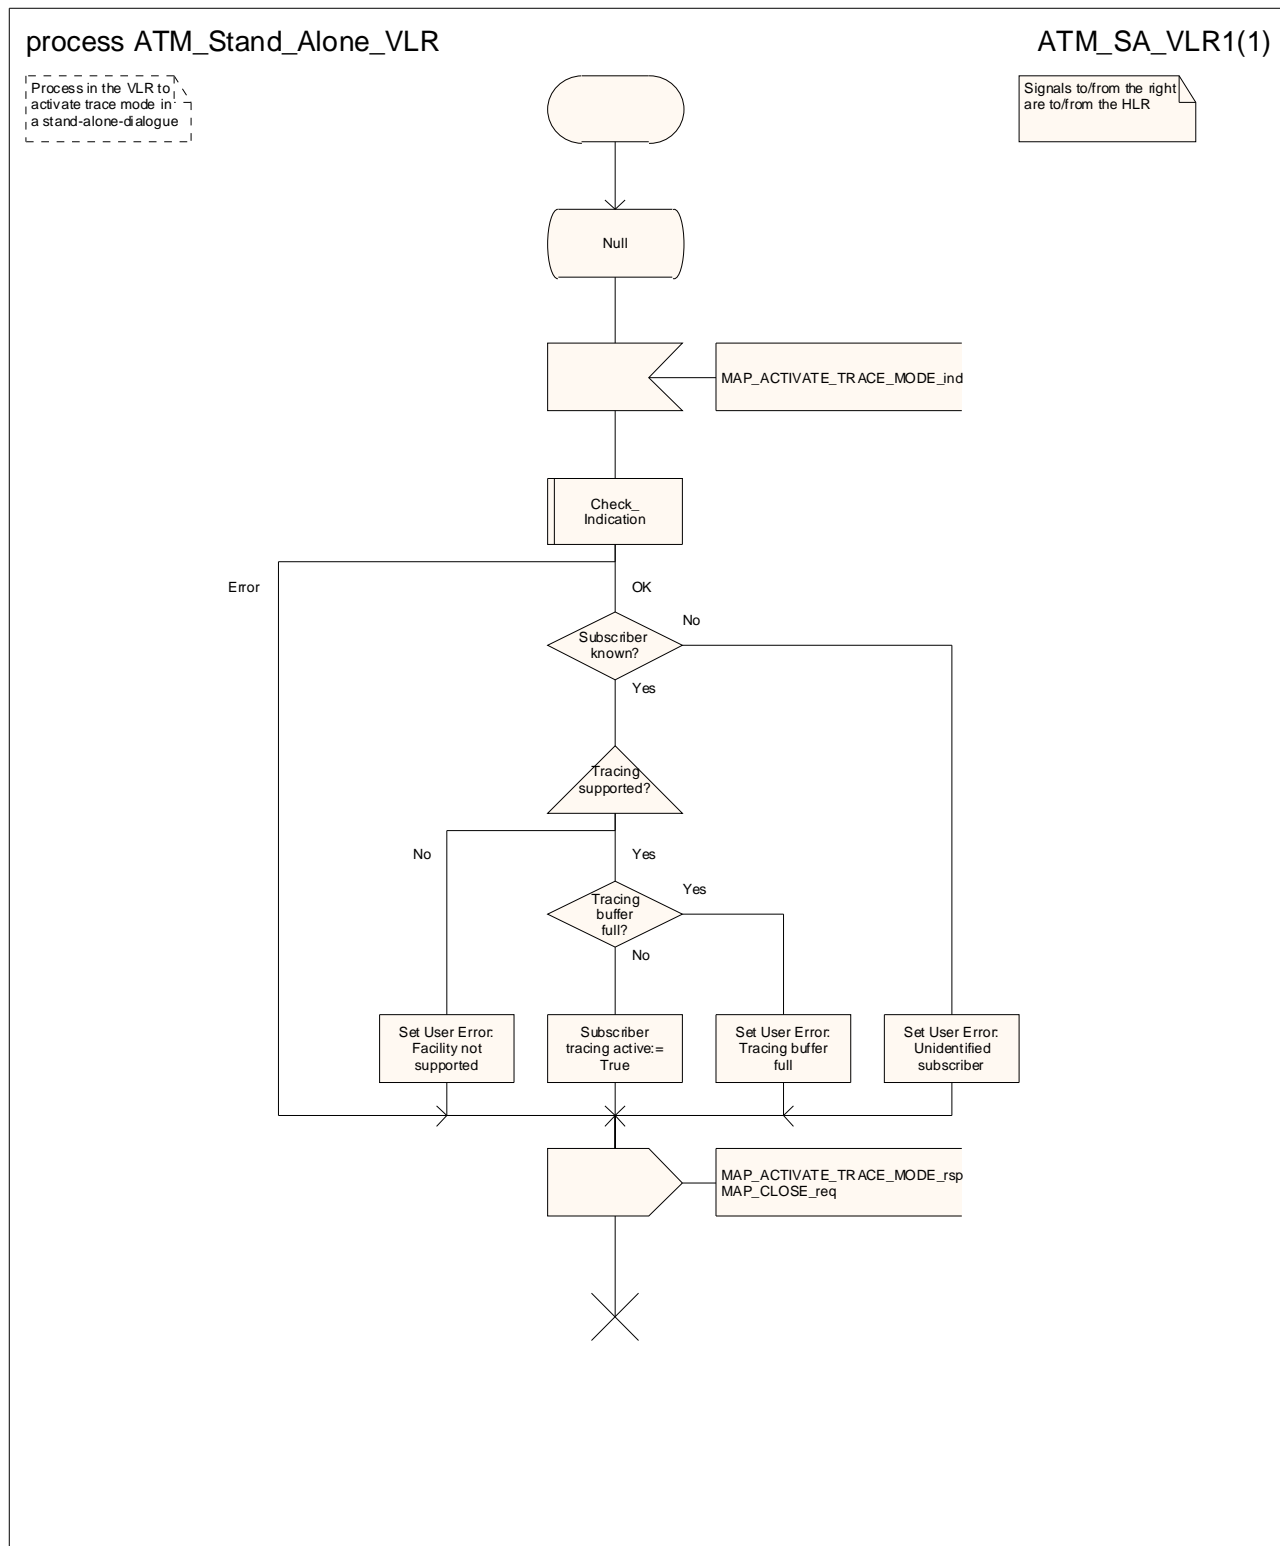 process ATM_Stand_Alone_VLR
ATM_SA_VLR1(1)
Process in the VLR to
activate trace mode in
a stand-alone-dialogue
Signals to/from the right
are to/from the HLR
Null
MAP_ACTIVATE_TRACE_MODE_ind
Check_
Indication
Error
OK
No
Subscriber
known?
Yes
Tracing
supported?
No
Yes
Yes
Tracing
buffer
full?
No
Set User Error:
Facility not
supported
Subscriber
tracing active:=
True
Set User Error:
Tracing buffer
full
Set User Error:
Unidentified
subscriber
MAP_ACTIVATE_TRACE_MODE_rsp
MAP_CLOSE_req